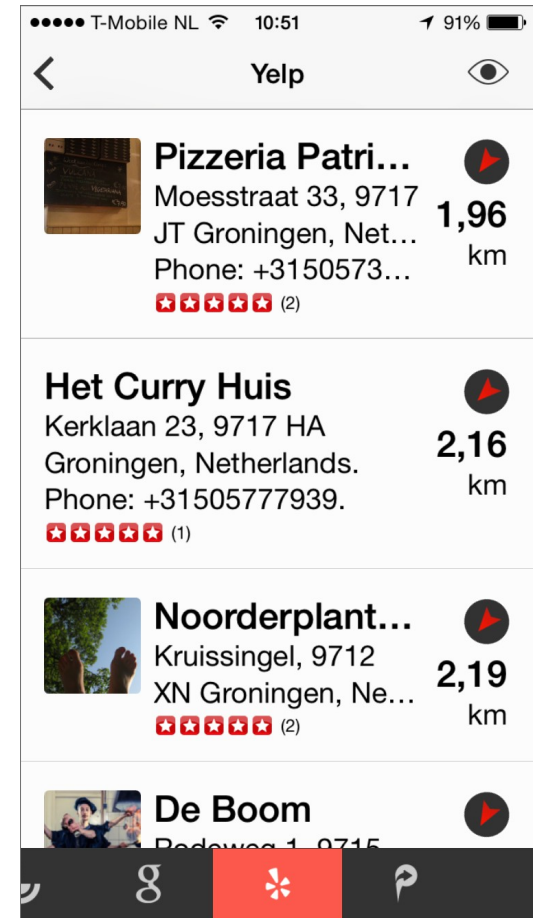 T-Mobile NL 10:51 91%
Yelp
Pizzeria Patri...
Moesstraat 33, 9717
JT Groningen, Net...
Phone: +3150573...
(2)
1,96
km
Het Curry Huis
Kerklaan 23, 9717 HA
Groningen, Netherlands.
Phone: +31505777939.
(1)
2,16
km
Noorderplant...
Kruissingel, 9712
XN Groningen, Ne...
(2)
2,19
km
De Boom
g